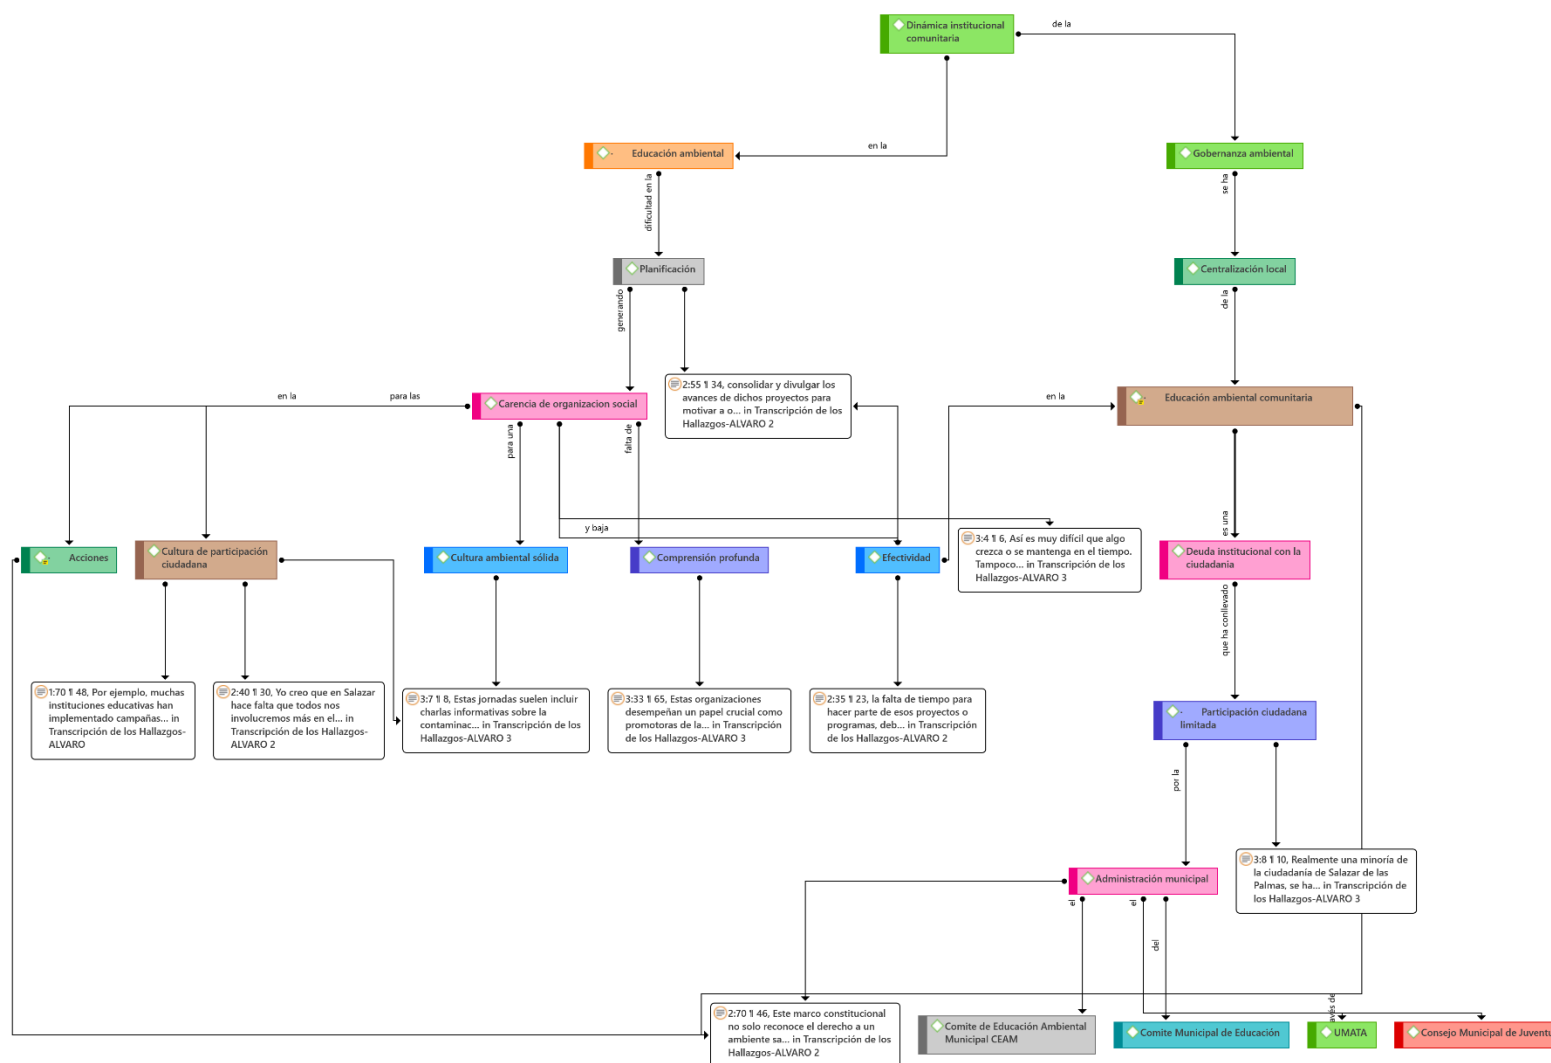 Dinámica institucional
comunitaria
de la
en la
Educación ambiental
Gobernanza ambiental
dificultad en la
se ha
Planificación
Centralización local
generando
de la
2:55 ¶ 34, consolidar y divulgar los
avances de dichos proyectos para
motivar a o... in Transcripción de los
Hallazgos-ALVARO 2
Carencia de organizacion social
en la
para las
en la
Educación ambiental comunitaria
para una
falta de
y baja
es una
3:4 ¶ 6, Así es muy difícil que algo
crezca o se mantenga en el tiempo.
Tampoco... in Transcripción de los
Hallazgos-ALVARO 3
Acciones
Cultura de participación
ciudadana
Cultura ambiental sólida
Comprensión profunda
Efectividad
Deuda institucional con la
ciudadania
que ha conllevado
1:70 ¶ 48, Por ejemplo, muchas
instituciones educativas han
implementado campañas... in
Transcripción de los Hallazgos-
ALVARO
2:40 ¶ 30, Yo creo que en Salazar
hace falta que todos nos
involucremos más en el... in
Transcripción de los Hallazgos-
ALVARO 2
3:7 ¶ 8, Estas jornadas suelen incluir
charlas informativas sobre la
contaminac... in Transcripción de los
Hallazgos-ALVARO 3
3:33 ¶ 65, Estas organizaciones
desempeñan un papel crucial como
promotoras de la... in Transcripción
de los Hallazgos-ALVARO 3
2:35 ¶ 23, la falta de tiempo para
hacer parte de esos proyectos o
programas, deb... in Transcripción
de los Hallazgos-ALVARO 2
Participación ciudadana
limitada
por la
3:8 ¶ 10, Realmente una minoría de
la ciudadanía de Salazar de las
Palmas, se ha... in Transcripción de
los Hallazgos-ALVARO 3
Administración municipal
el
el
del
avés de
2:70 ¶ 46, Este marco constitucional
no solo reconoce el derecho a un
ambiente sa... in Transcripción de los
Hallazgos-ALVARO 2
Comite de Educación Ambiental
Municipal CEAM
Comite Municipal de Educación
UMATA
Consejo Municipal de Juventu